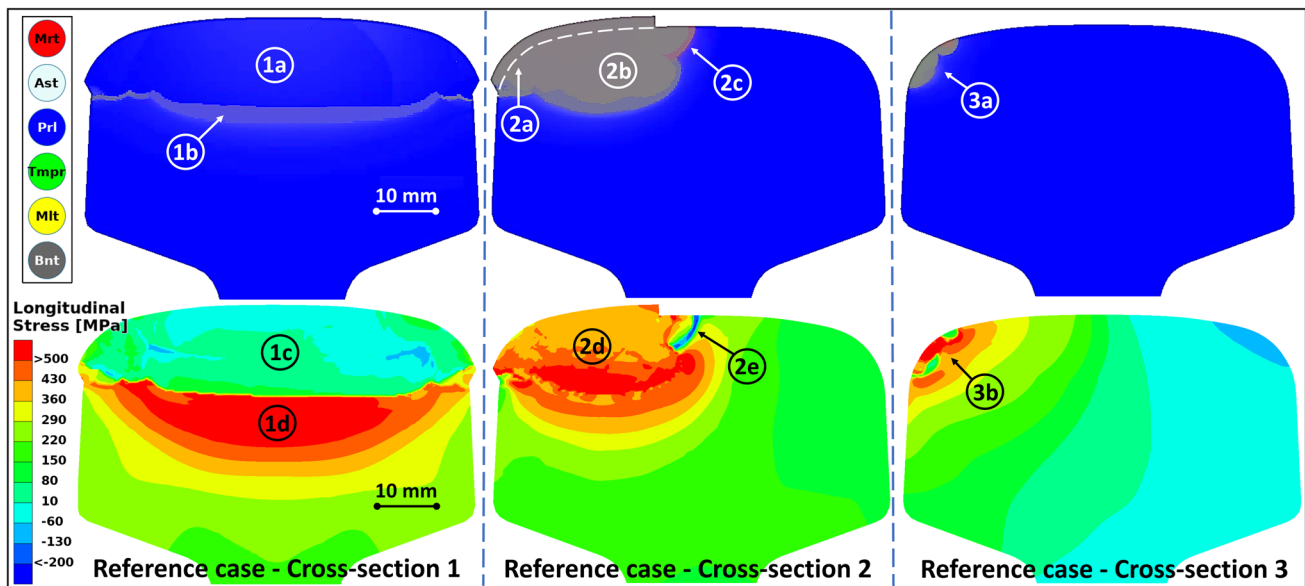 Mrt
Ast
Prl
Tmpr
Mlt
Bnt
1a
1b
10 mm
2a
2b
2c
3a
Longitudinal
Stress [MPa]
>500
430
360
290
220
150
80
10
-60
-130
<-200
1c
1d
10 mm
2d
2e
3b
Reference case - Cross-section 1
Reference case - Cross-section 2
Reference case - Cross-section 3